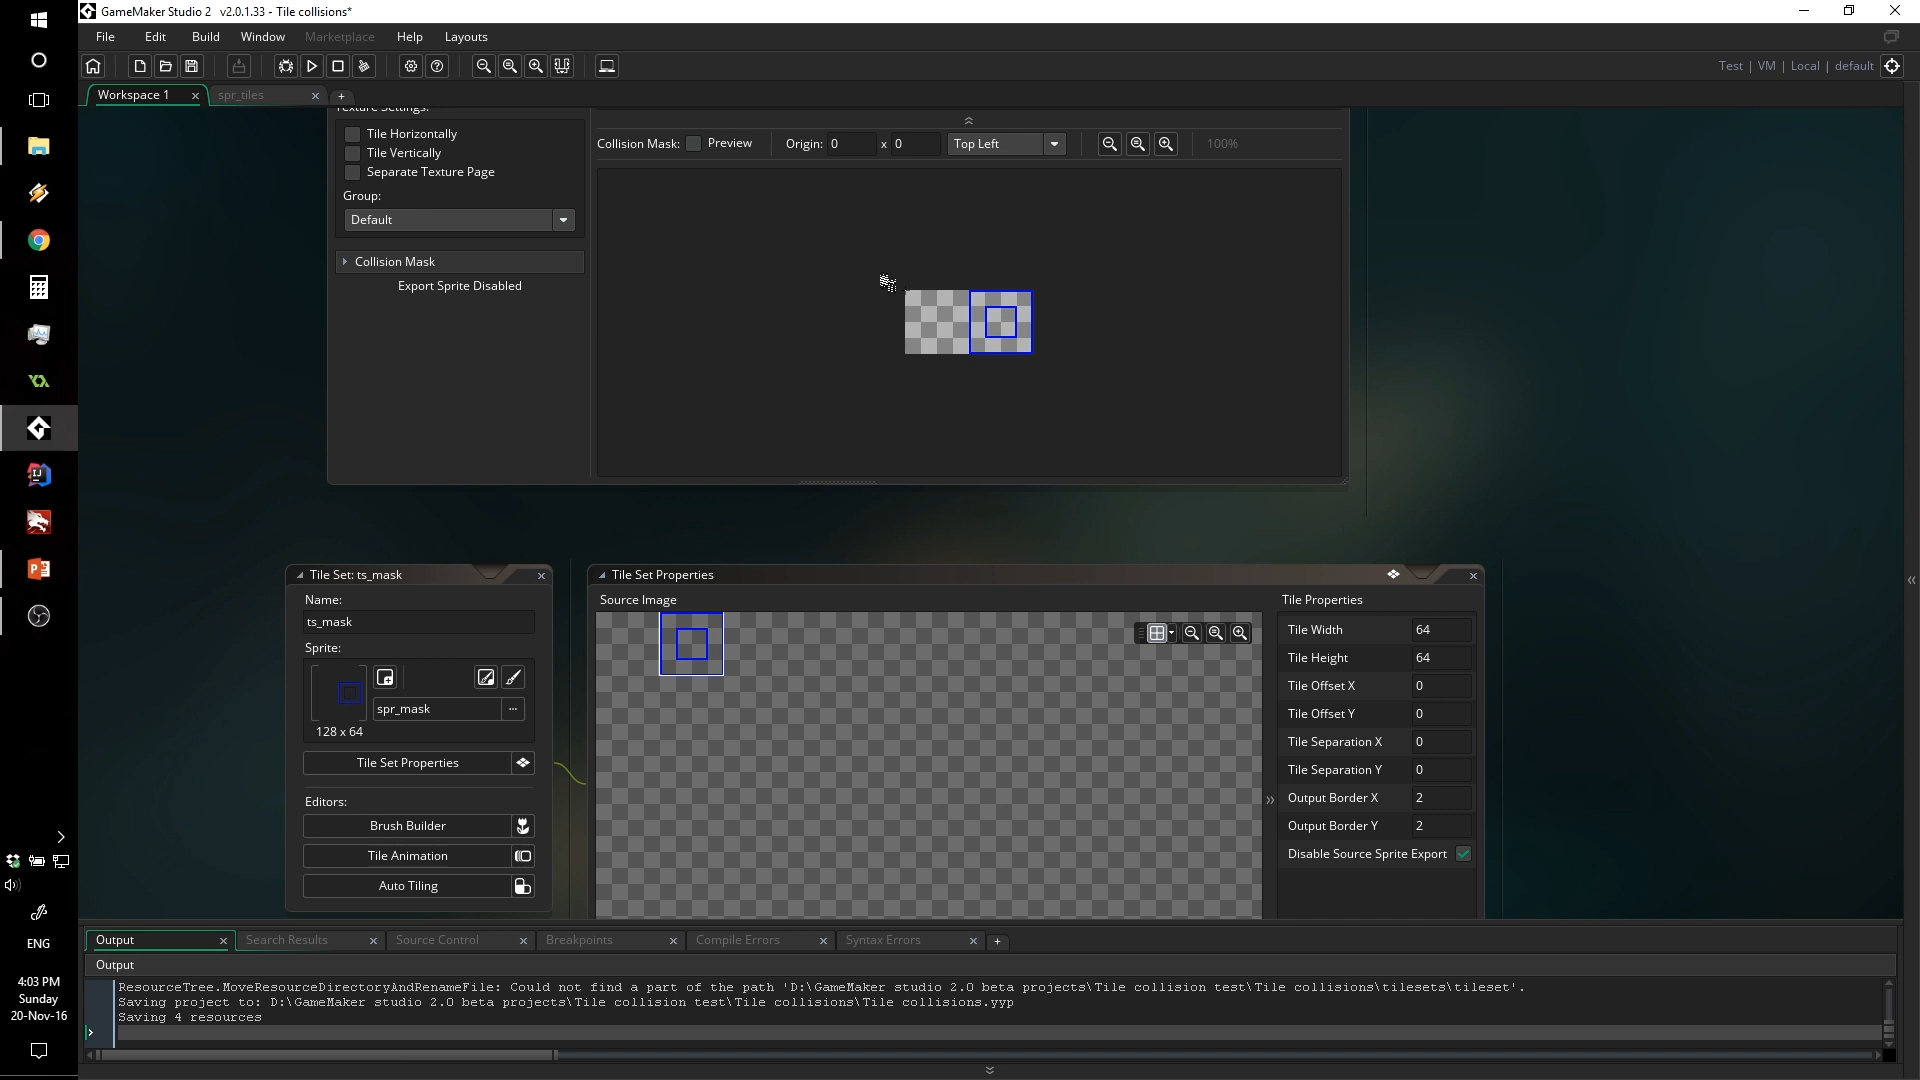 GameMaker Studio 2 v2.0.1.33 - Tile collisions*
File Edit Build Window Marketplace Help Layouts
Test | VM | Local | default
Workspace 1 spr_tiles
Texture Settings:
Tile Horizontally
Tile Vertically
Separate Texture Page
Group:
Default
Collision Mask
Export Sprite Disabled
Collision Mask: Preview Origin: 0 x 0 Top Left 100%
Tile Set: ts_mask
Name:
ts_mask
Sprite:
spr_mask
128 x 64
Tile Set Properties
Editors:
Brush Builder
Tile Animation
Auto Tiling
Tile Set Properties
Source Image
Tile Properties
Tile Width 64
Tile Height 64
Tile Offset X 0
Tile Offset Y 0
Tile Separation X 0
Tile Separation Y 0
Output Border X 2
Output Border Y 2
Disable Source Sprite Export
Output Search Results Source Control Breakpoints Compile Errors Syntax Errors
Output
ResourceTree.MoveResourceDirectoryAndRenameFile: Could not find a part of the path 'D:\GameMaker studio 2.0 beta projects\Tile collision test\Tile collisions\tilesets\tileset'.
Saving project to: D:\GameMaker studio 2.0 beta projects\Tile collision test\Tile collisions\Tile collisions.yyp
Saving 4 resources
ENG
4:03 PM
Sunday
20-Nov-16